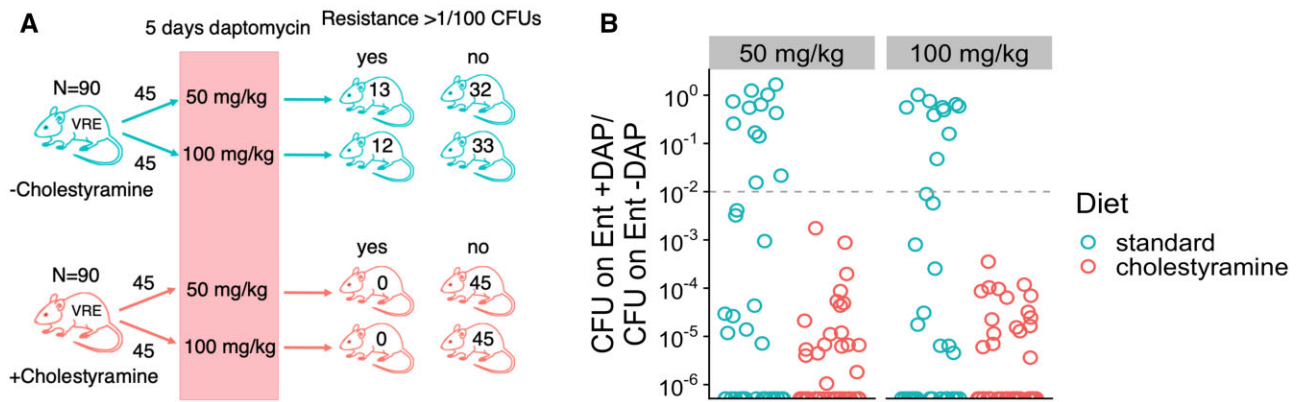 A
5 days daptomycin
Resistance >1/100 CFUs
yes
no
N=90
45
VRE
50 mg/kg
13
32
45
100 mg/kg
12
33
-Cholestyramine
yes
no
N=90
45
VRE
50 mg/kg
0
45
45
100 mg/kg
0
45
+Cholestyramine
B
50 mg/kg
100 mg/kg
CFU on Ent +DAP/
CFU on Ent -DAP
10⁰
10⁻¹
10⁻²
10⁻³
10⁻⁴
10⁻⁵
10⁻⁶
Diet
standard
cholestyramine